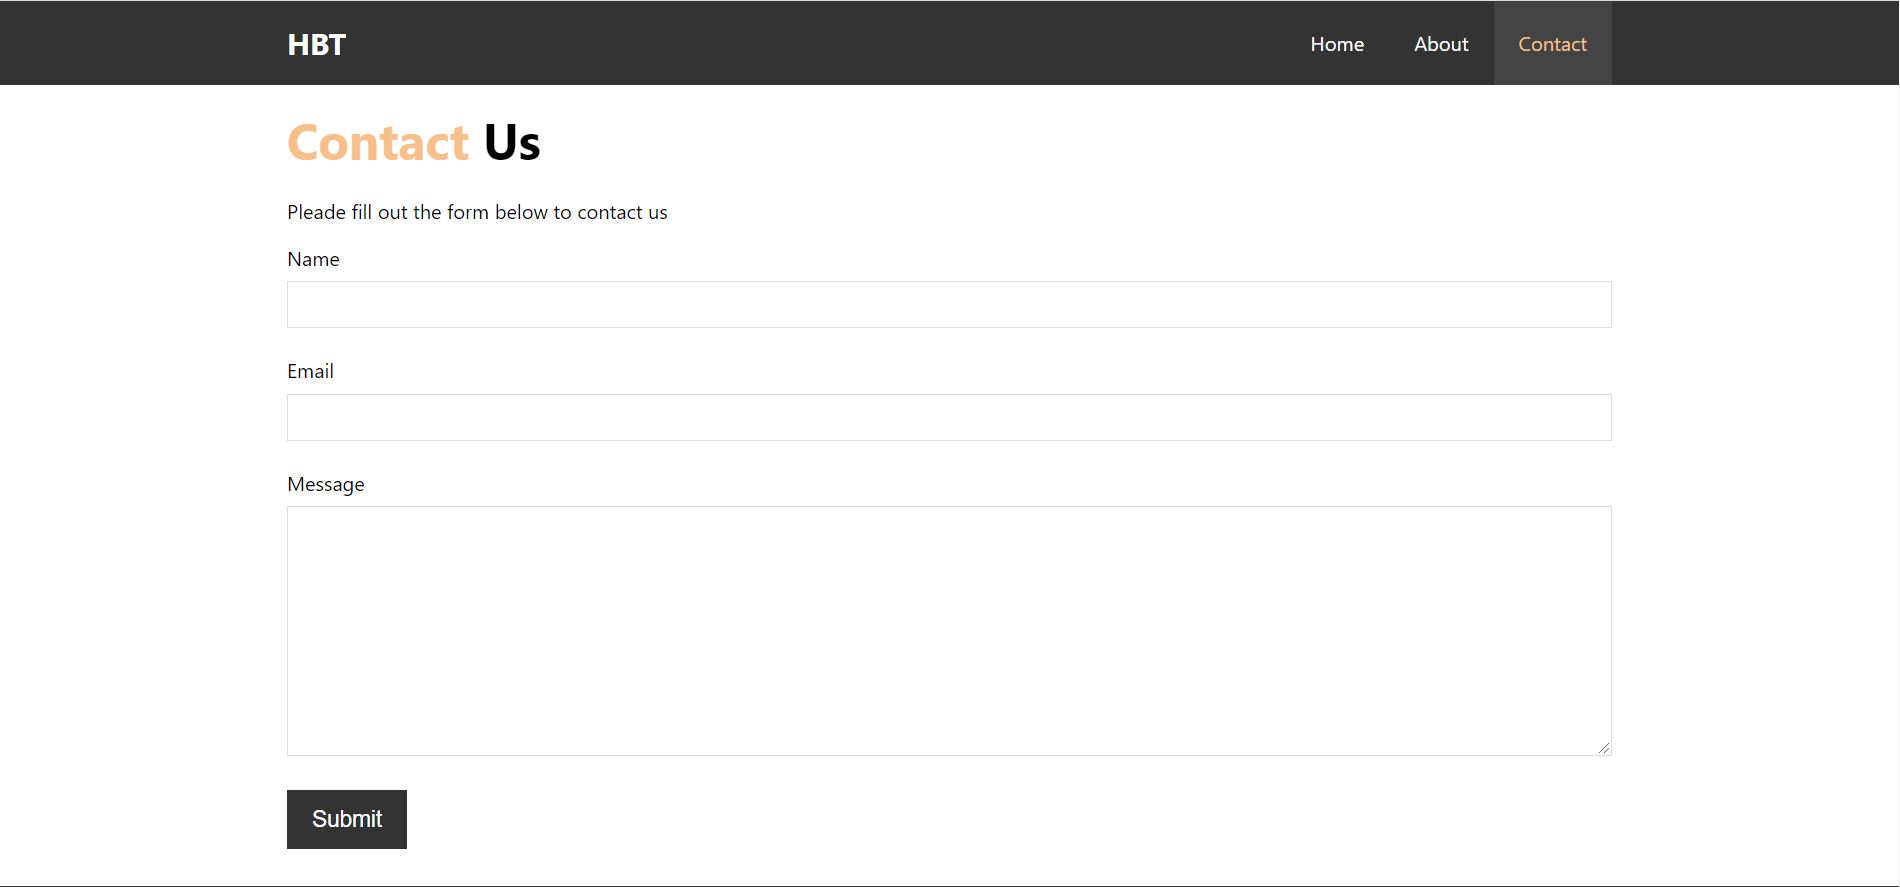 HBT
Home About Contact
Contact Us
Pleade fill out the form below to contact us
Name
Email
Message
Submit